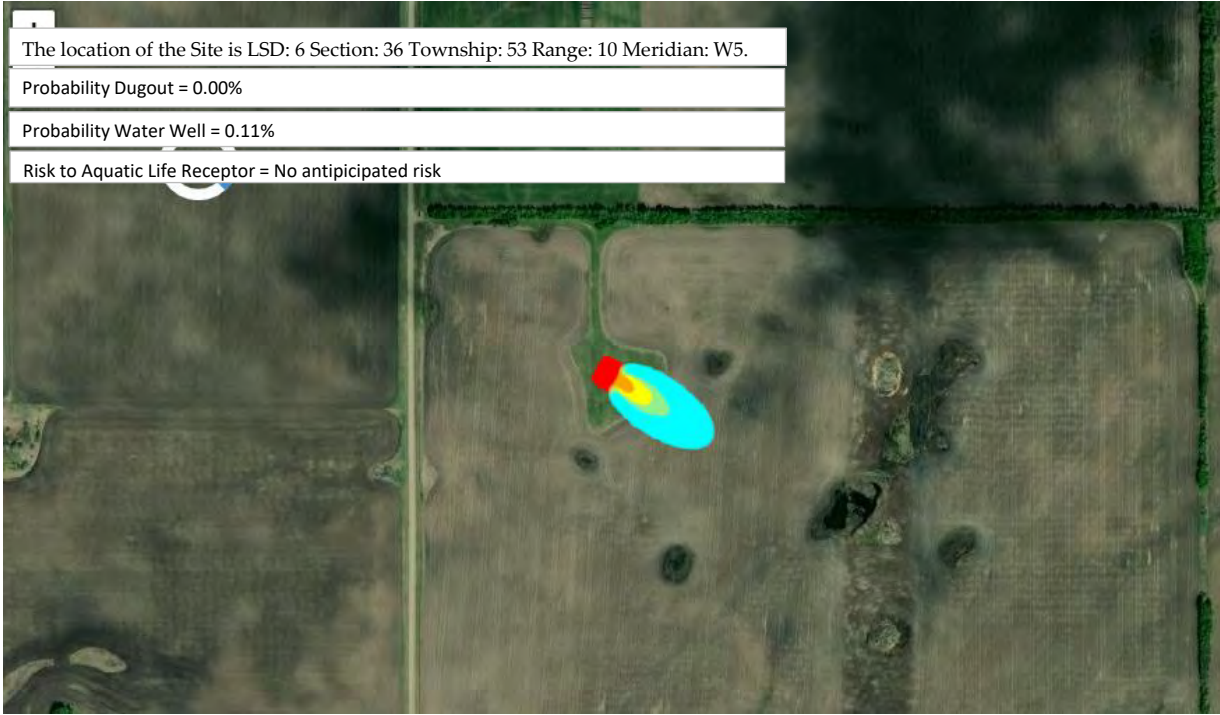 The location of the Site is LSD: 6 Section: 36 Township: 53 Range: 10 Meridian: W5.
Probability Dugout = 0.00%
Probability Water Well = 0.11%
Risk to Aquatic Life Receptor = No antipicipated risk